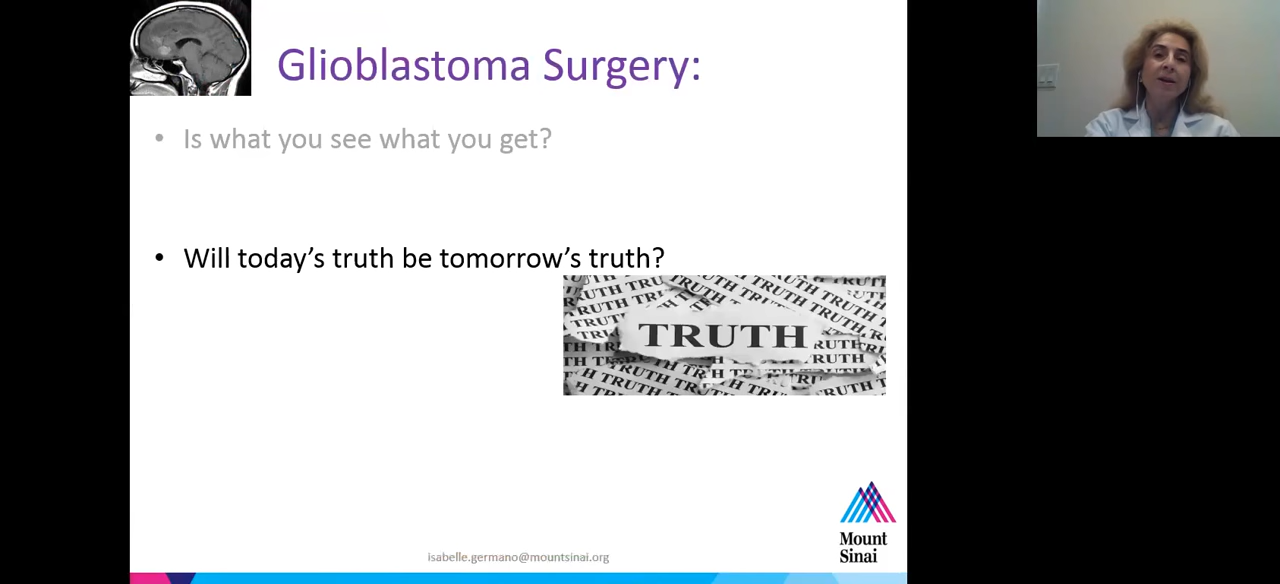 Glioblastoma Surgery:
• Is what you see what you get?
• Will today's truth be tomorrow's truth?
TRUTH
Mount
Sinai
isabelle.germano@mountsinai.org